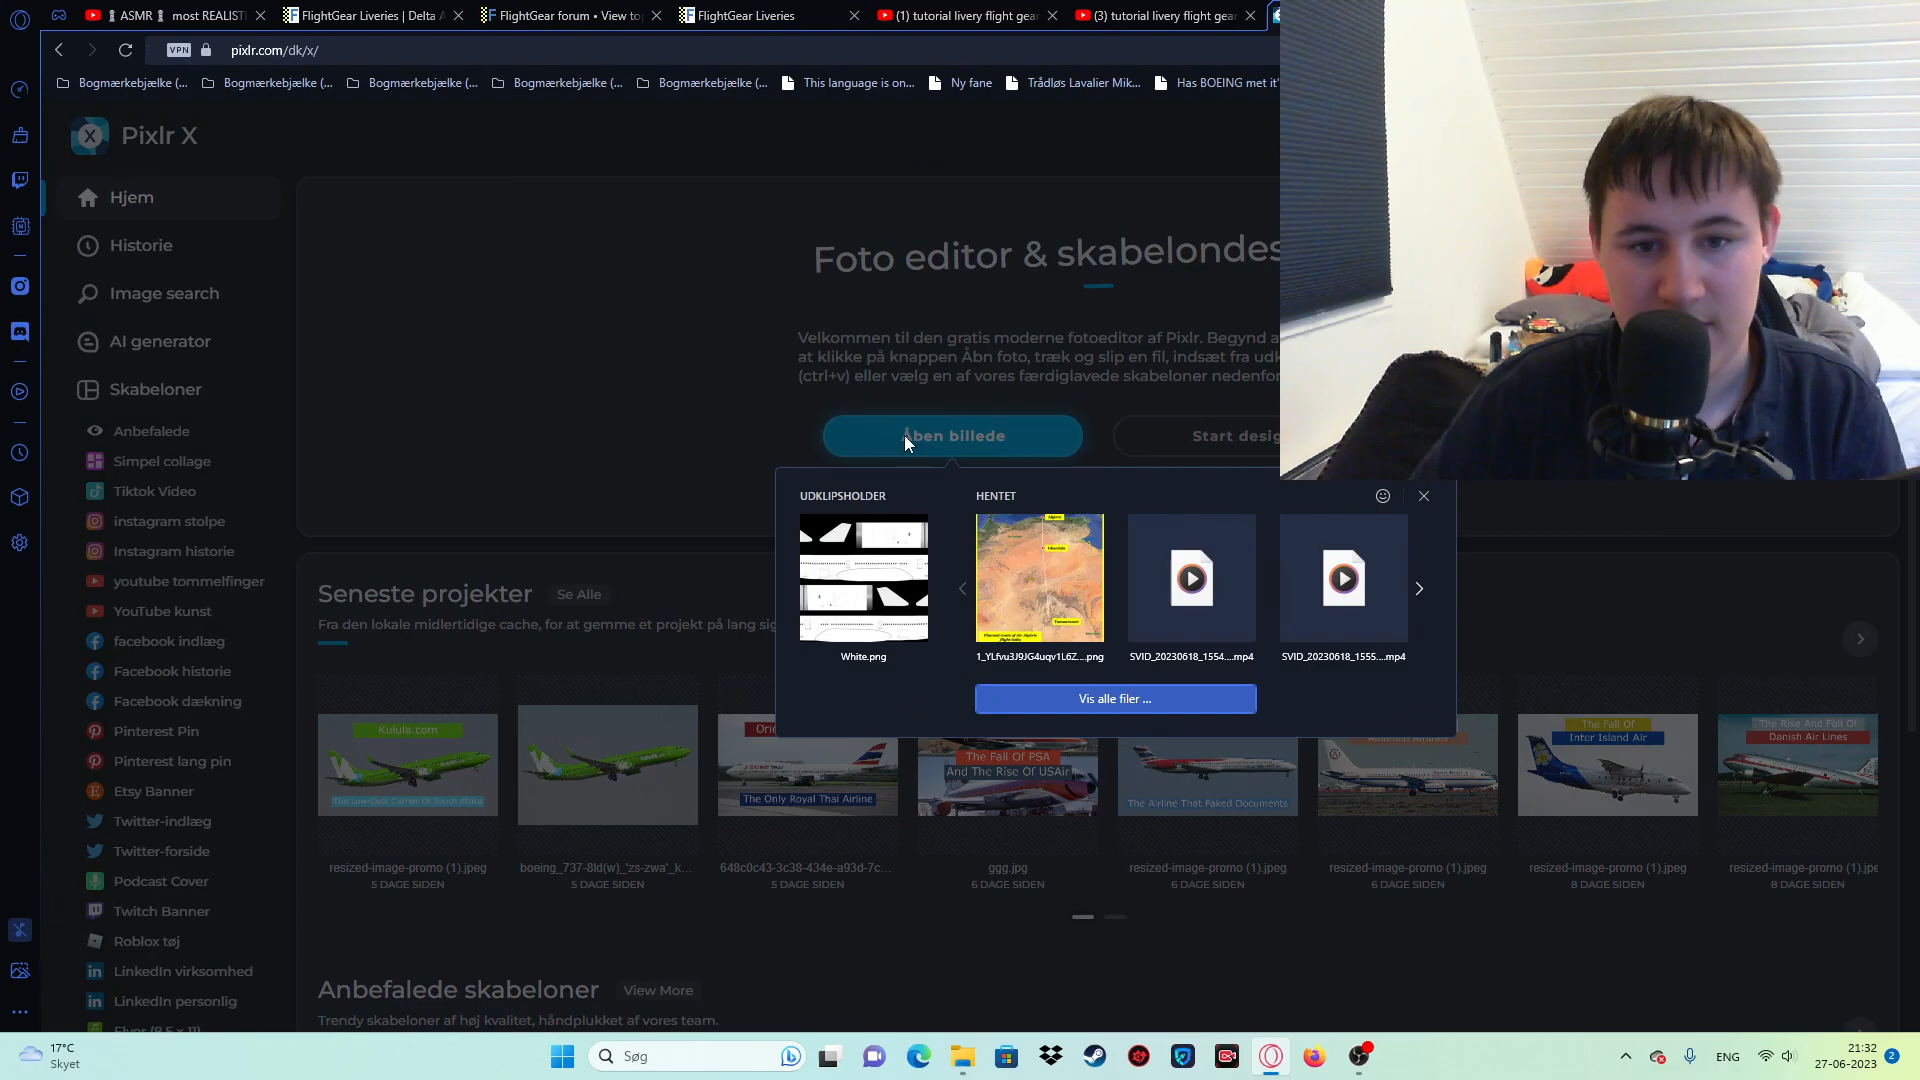 ASMR most REALIST
FlightGear Liveries | Delta A
FlightGear forum • View to
FlightGear Liveries
(1) tutorial livery flight gear
(3) tutorial livery flight gear
VPN
pixlr.com/dk/x/
Bogmærkebjælke (...
Bogmærkebjælke (...
Bogmærkebjælke (...
Bogmærkebjælke (...
Bogmærkebjælke (...
This language is on...
Ny fane
Trådløs Lavalier Mik...
Has BOEING met it'
Pixlr X
Hjem
Historie
Image search
AI generator
Skabeloner
Anbefalede
Simpel collage
Tiktok Video
instagram stolpe
Instagram historie
youtube tommelfinger
YouTube kunst
facebook indlæg
Facebook historie
Facebook dækning
Pinterest Pin
Pinterest lang pin
Etsy Banner
Twitter-indlæg
Twitter-forside
Podcast Cover
Twitch Banner
Roblox tøj
LinkedIn virksomhed
LinkedIn personlig
Flyer (8.5 x 11)
Foto editor & skabelondes
Velkommen til den gratis moderne fotoeditor af Pixlr. Begynd a
at klikke på knappen Åbn foto, træk og slip en fil, indsæt fra udk
(ctrl+v) eller vælg en af vores færdiglavede skabeloner nedenfor
Åben billede
Start desig
UDKLIPSHOLDER
HENTET
White.png
1_YLfvu3J9JG4uqv1L6Z....png
SVID_20230618_1554....mp4
SVID_20230618_1555....mp4
Vis alle filer ...
Seneste projekter
Se Alle
Fra den lokale midlertidige cache, for at gemme et projekt på lang sig
Kulula.com
The Low-Cost Carrier Of South Africa
Orie
The Only Royal Thai Airline
The Fall Of PSA
And The Rise Of USAir
The Airline That Faked Documents
The Fall Of
Inter Island Air
The Rise And Fall Of
Danish Air Lines
resized-image-promo (1).jpeg
5 DAGE SIDEN
boeing_737-8ld(w)_'zs-zwa'_k...
5 DAGE SIDEN
648c0c43-3c38-434e-a93d-7c...
5 DAGE SIDEN
ggg.jpg
6 DAGE SIDEN
resized-image-promo (1).jpeg
6 DAGE SIDEN
resized-image-promo (1).jpeg
6 DAGE SIDEN
resized-image-promo (1).jpeg
8 DAGE SIDEN
resized-image-promo (1).jpe
8 DAGE SIDEN
Anbefalede skabeloner
View More
Trendy skabeloner af høj kvalitet, håndplukket af vores team.
17°C
Skyet
Søg
ENG
21:32
27-06-2023
2